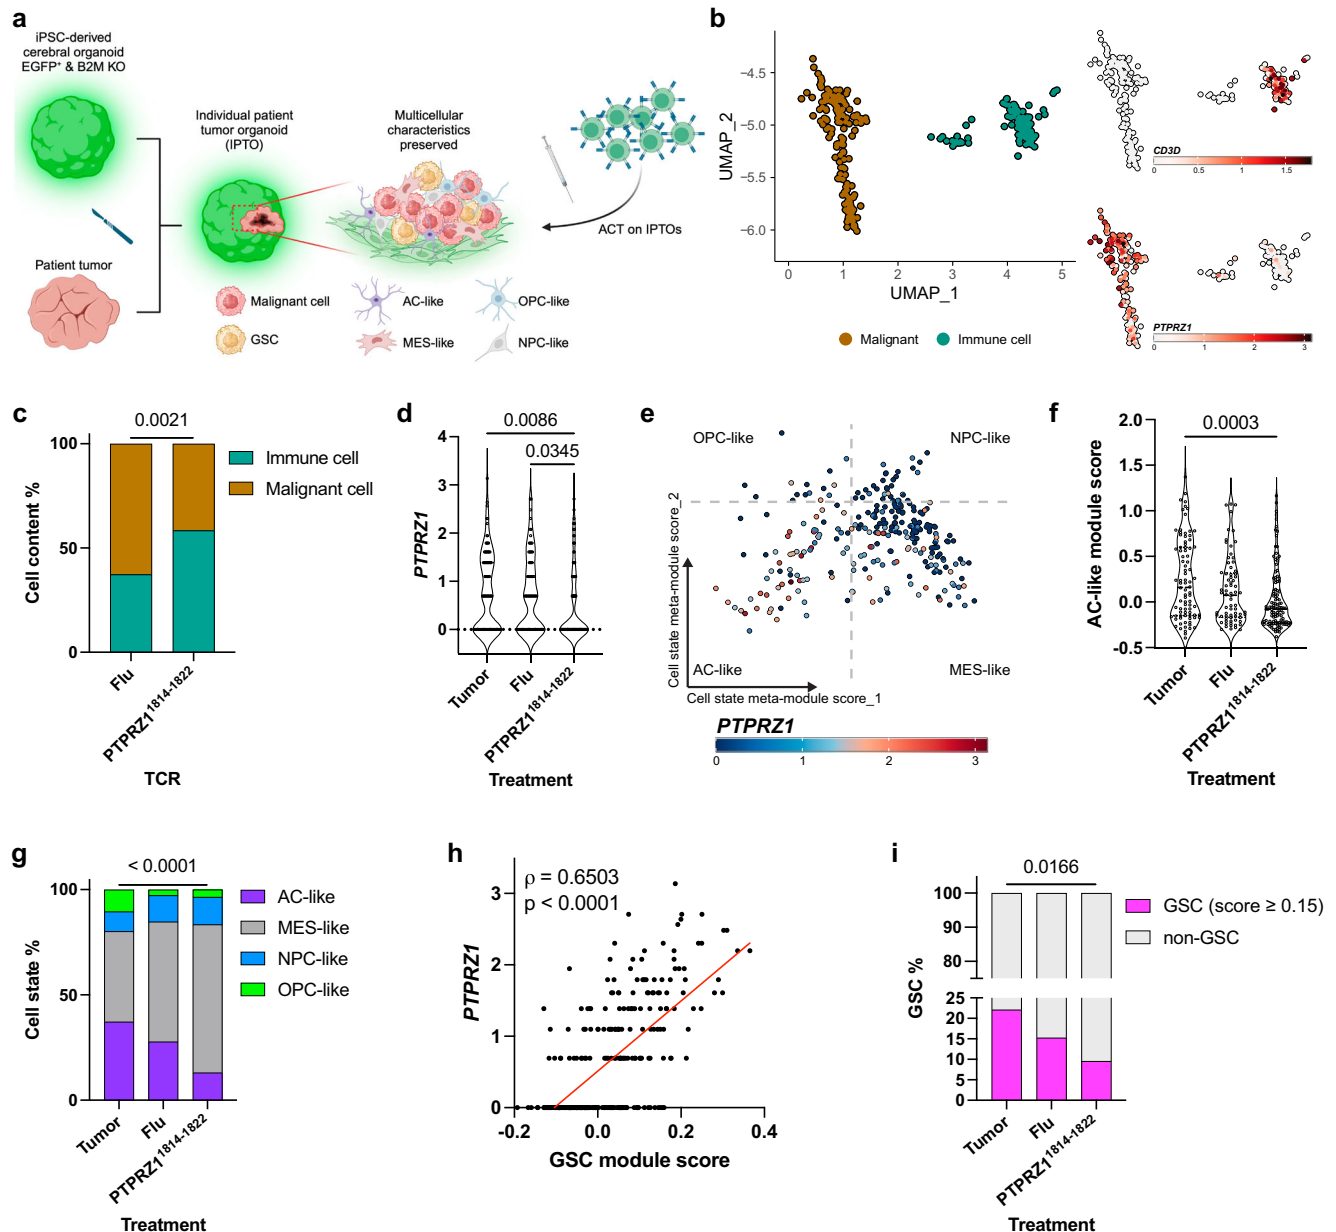 a
iPSC-derived
cerebral organoid
EGFP⁺ & B2M KO
Individual patient
tumor organoid
(IPTO)
Multicellular
characteristics
preserved
ACT on IPTOs
Patient tumor
Malignant cell
AC-like
OPC-like
GSC
MES-like
NPC-like
b
UMAP_2
−4.5
−5.0
−5.5
−6.0
0
1
2
3
4
5
UMAP_1
Malignant
Immune cell
CD3D
0
0.5
1
1.5
PTPRZ1
0
1
2
3
c
0.0021
Cell content %
100
50
0
Immune cell
Malignant cell
Flu
PTPRZ1¹⁸¹⁴⁻¹⁸²²
TCR
d
0.0086
0.0345
PTPRZ1
4
3
2
1
0
Tumor
Flu
PTPRZ1¹⁸¹⁴⁻¹⁸²²
Treatment
e
OPC-like
NPC-like
Cell state meta-module score_2
AC-like
MES-like
Cell state meta-module score_1
PTPRZ1
0
1
2
3
f
0.0003
AC-like module score
2.0
1.5
1.0
0.5
0.0
-0.5
Tumor
Flu
PTPRZ1¹⁸¹⁴⁻¹⁸²²
Treatment
g
< 0.0001
Cell state %
100
50
0
AC-like
MES-like
NPC-like
OPC-like
Tumor
Flu
PTPRZ1¹⁸¹⁴⁻¹⁸²²
Treatment
h
ρ = 0.6503
p < 0.0001
PTPRZ1
3
2
1
0
-0.2
0.0
0.2
0.4
GSC module score
i
0.0166
GSC %
100
90
80
25
20
15
10
5
0
GSC (score ≥ 0.15)
non-GSC
Tumor
Flu
PTPRZ1¹⁸¹⁴⁻¹⁸²²
Treatment